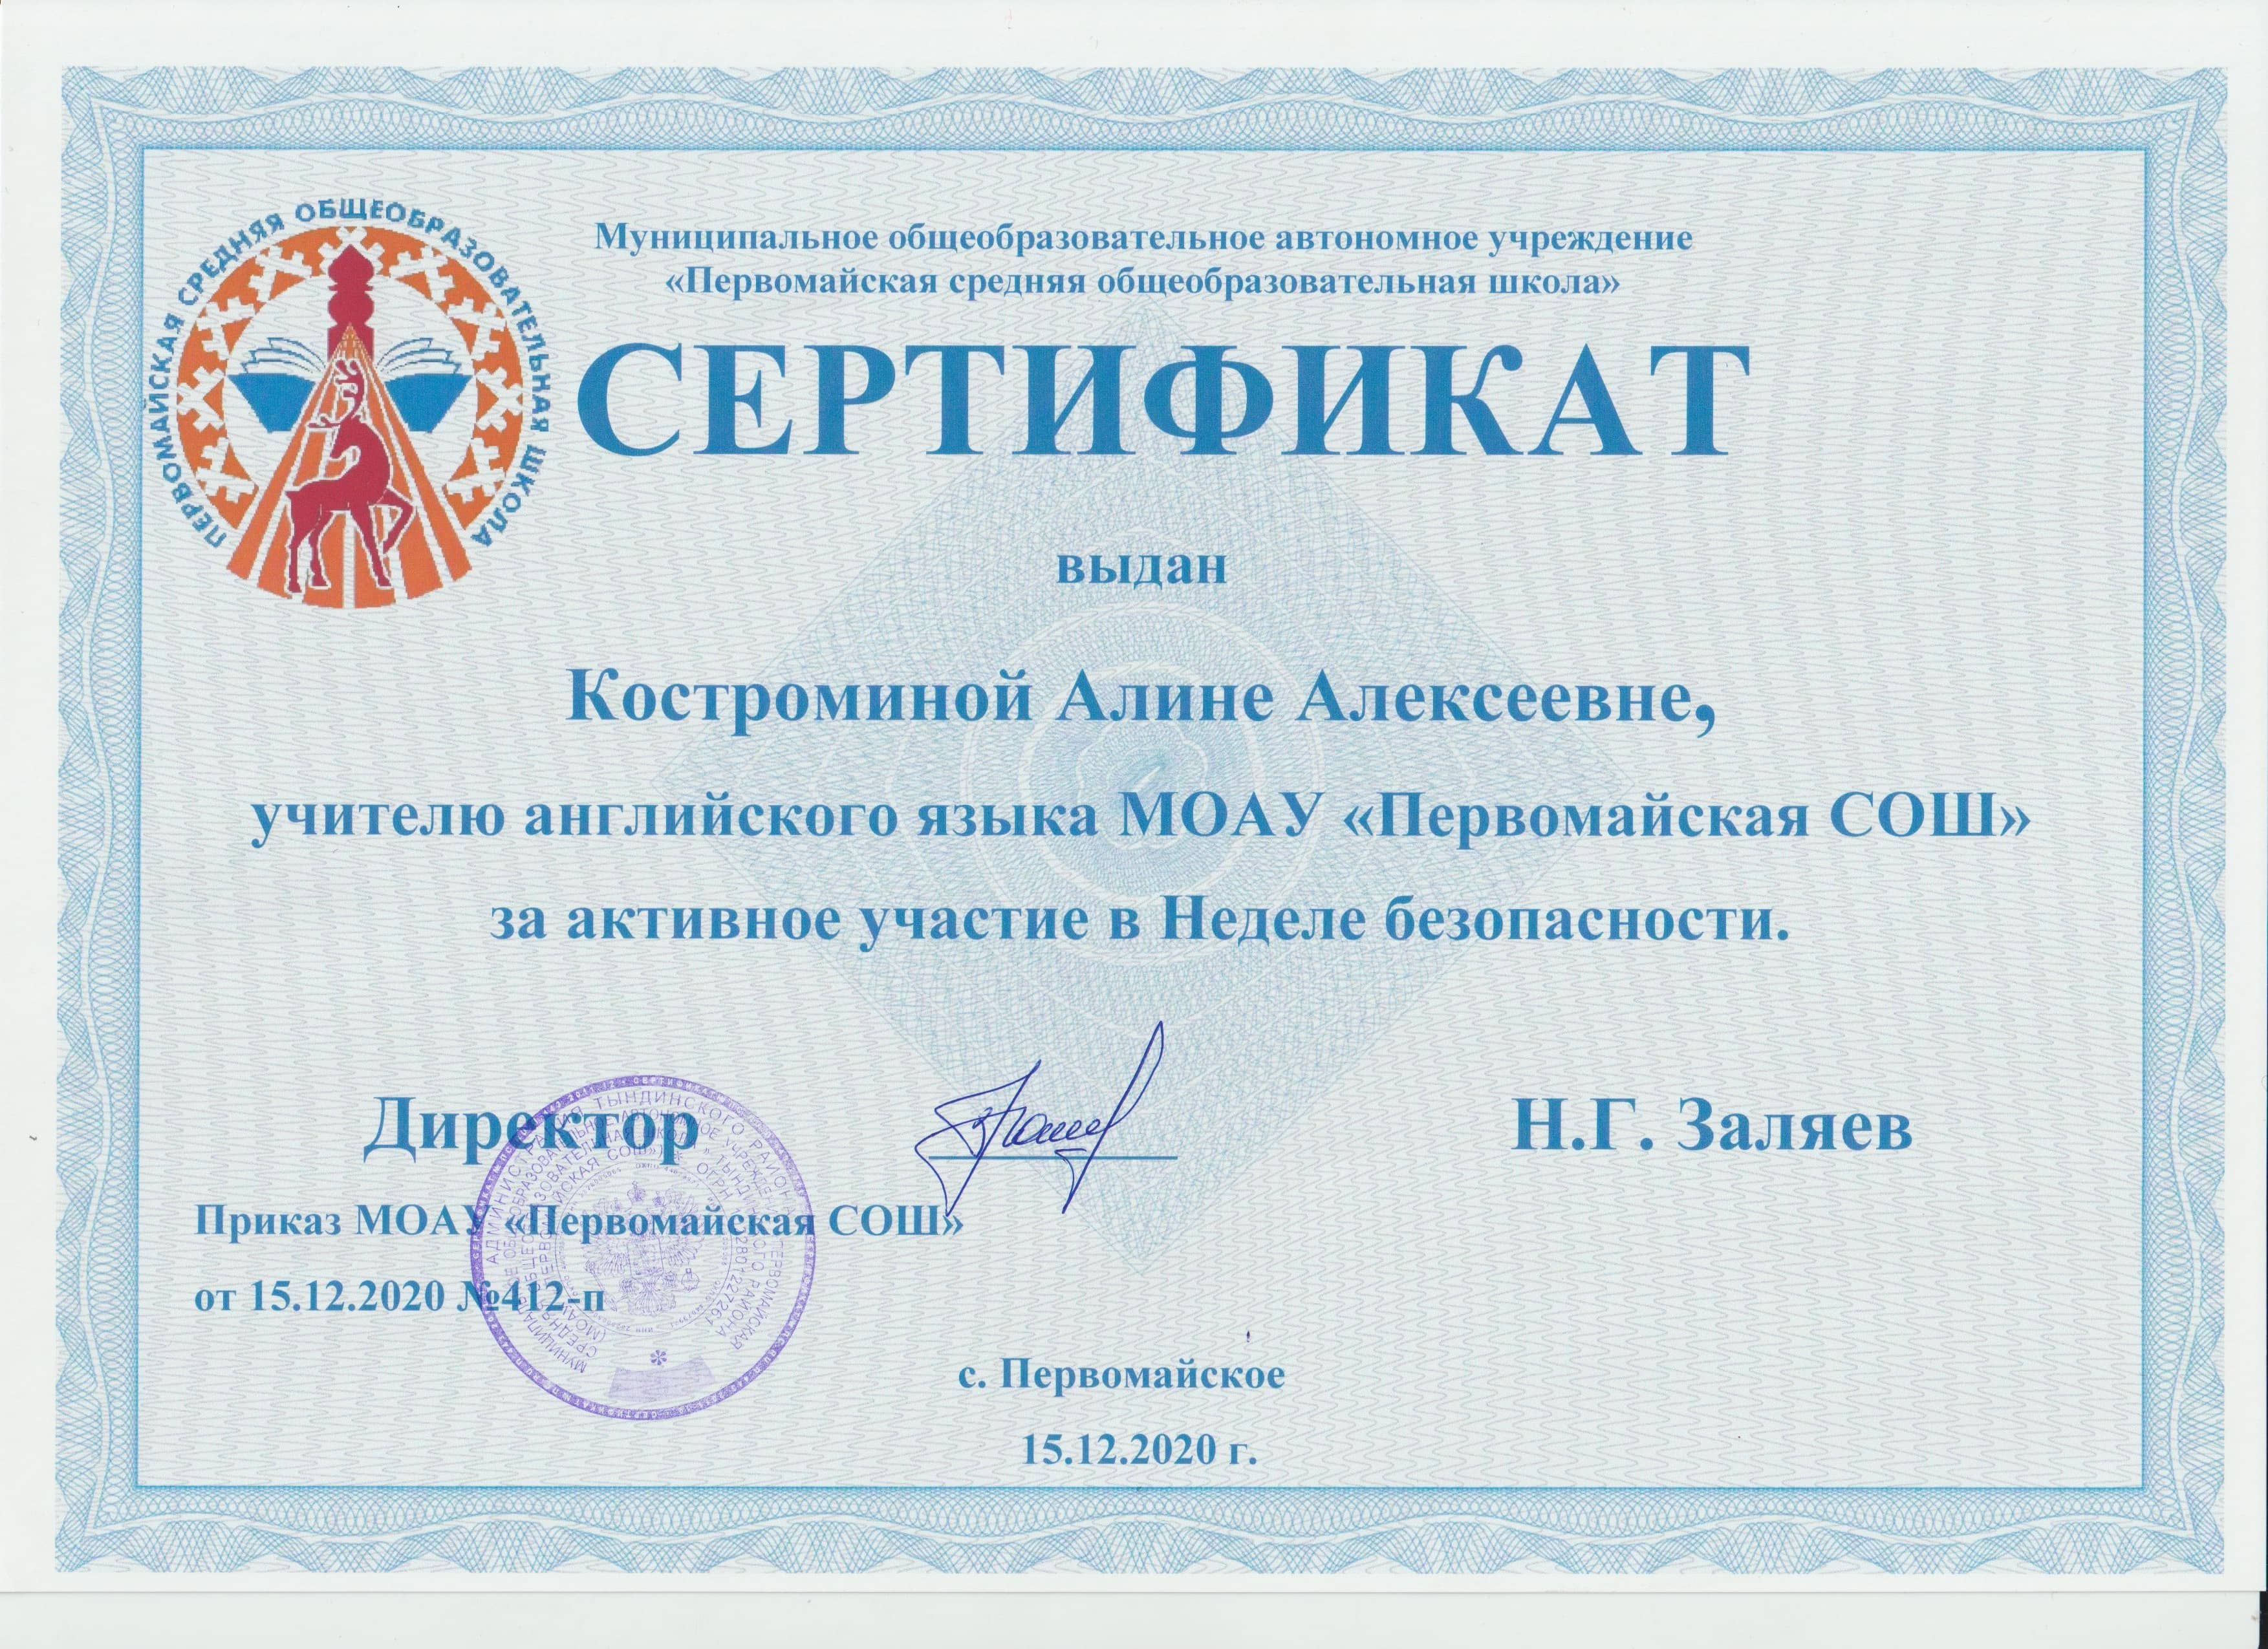 ПЕРВОМАЙСКАЯ СРЕДНЯЯ ОБЩЕОБРАЗОВАТЕЛЬНАЯ ШКОЛА
Муниципальное общеобразовательное автономное учреждение
«Первомайская средняя общеобразовательная школа»
СЕРТИФИКАТ
выдан
Костроминой Алине Алексеевне,
учителю английского языка МОАУ «Первомайская СОШ»
за активное участие в Неделе безопасности.
Директор
Н.Г. Заляев
Приказ МОАУ «Первомайская СОШ»
от 15.12.2020 №412-п
с. Первомайское
15.12.2020 г.